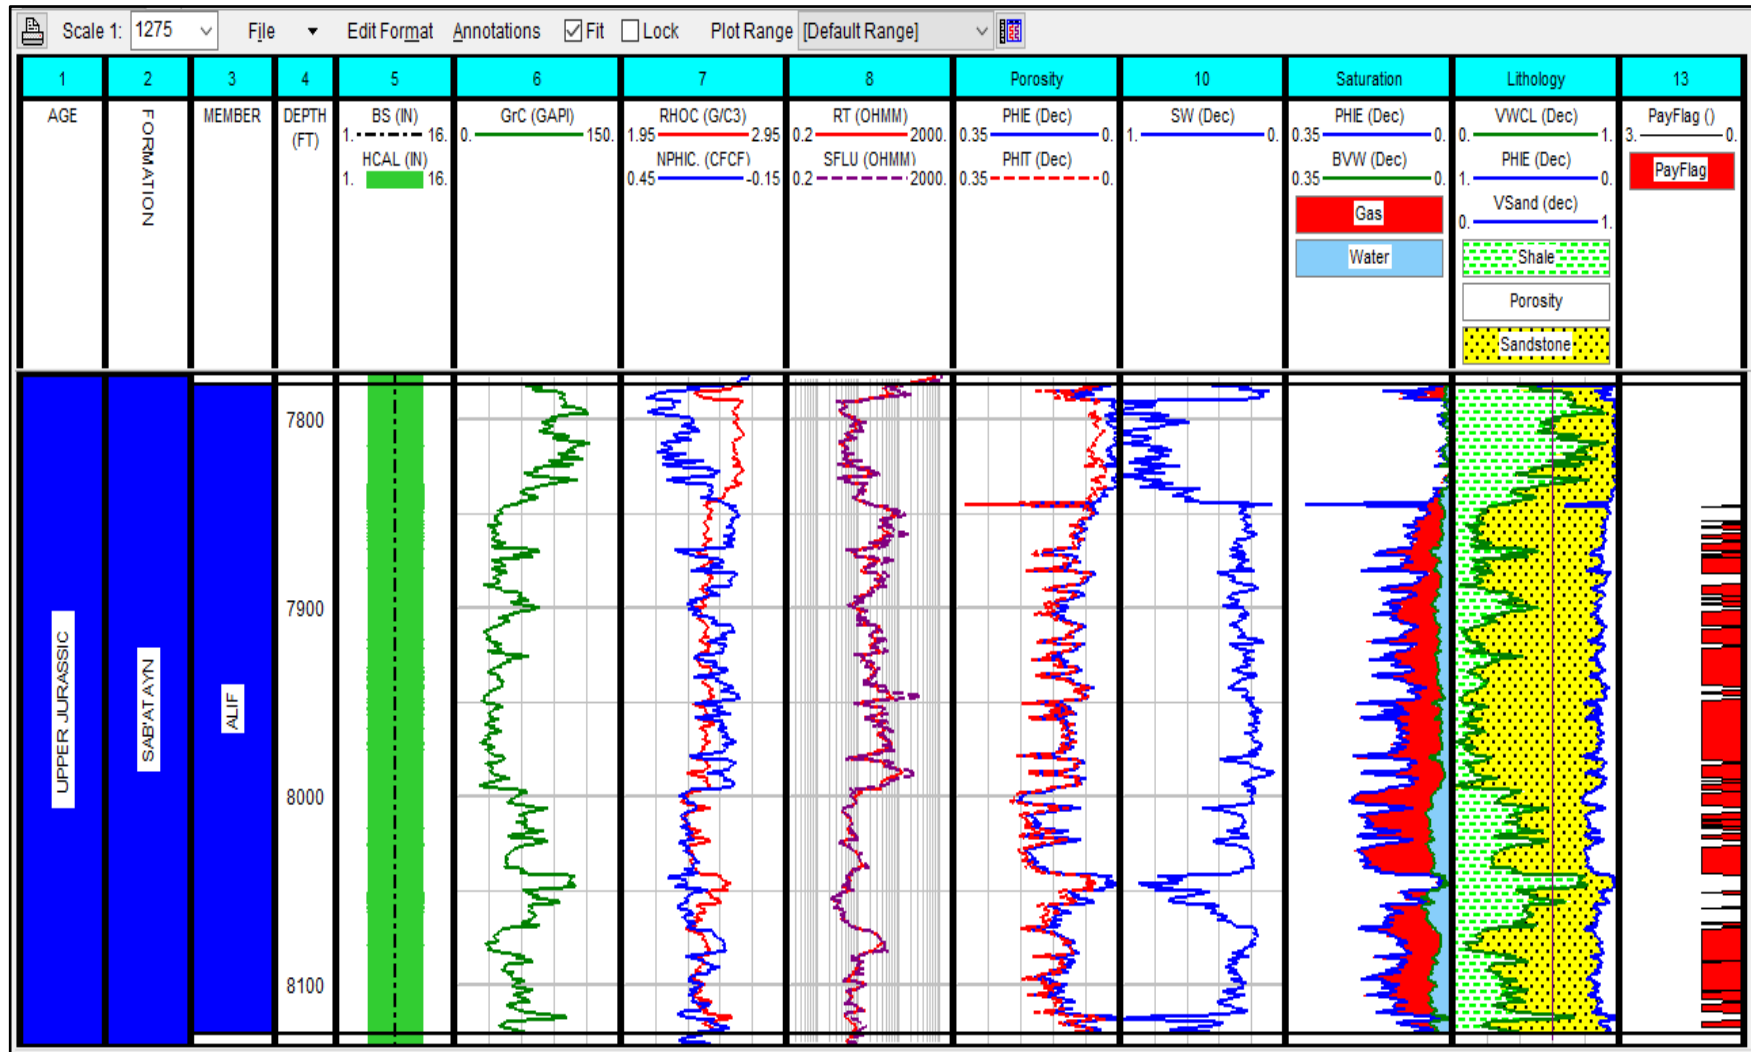 Scale 1: 1275 File Edit Format Annotations Fit Lock Plot Range [Default Range]
1 2 3 4 5 6 7 8 Porosity 10 Saturation Lithology 13
AGE
FORMATION
MEMBER
DEPTH
(FT)
BS (IN)
1. 16.
HCAL (IN)
1. 16.
GrC (GAPI)
0. 150.
RHOC (G/C3)
1.95 2.95
NPHIC. (CFCF)
0.45 -0.15
RT (OHMM)
0.2 2000.
SFLU (OHMM)
0.2 2000.
PHIE (Dec)
0.35 0.
PHIT (Dec)
0.35 0.
SW (Dec)
1. 0.
PHIE (Dec)
0.35 0.
BVW (Dec)
0.35 0.
Gas
Water
VWCL (Dec)
0. 1.
PHIE (Dec)
1. 0.
VSand (dec)
0. 1.
Shale
Porosity
Sandstone
PayFlag ()
3. 0.
PayFlag
UPPER JURASSIC
SAB'AT AYN
ALIF
7800
7900
8000
8100